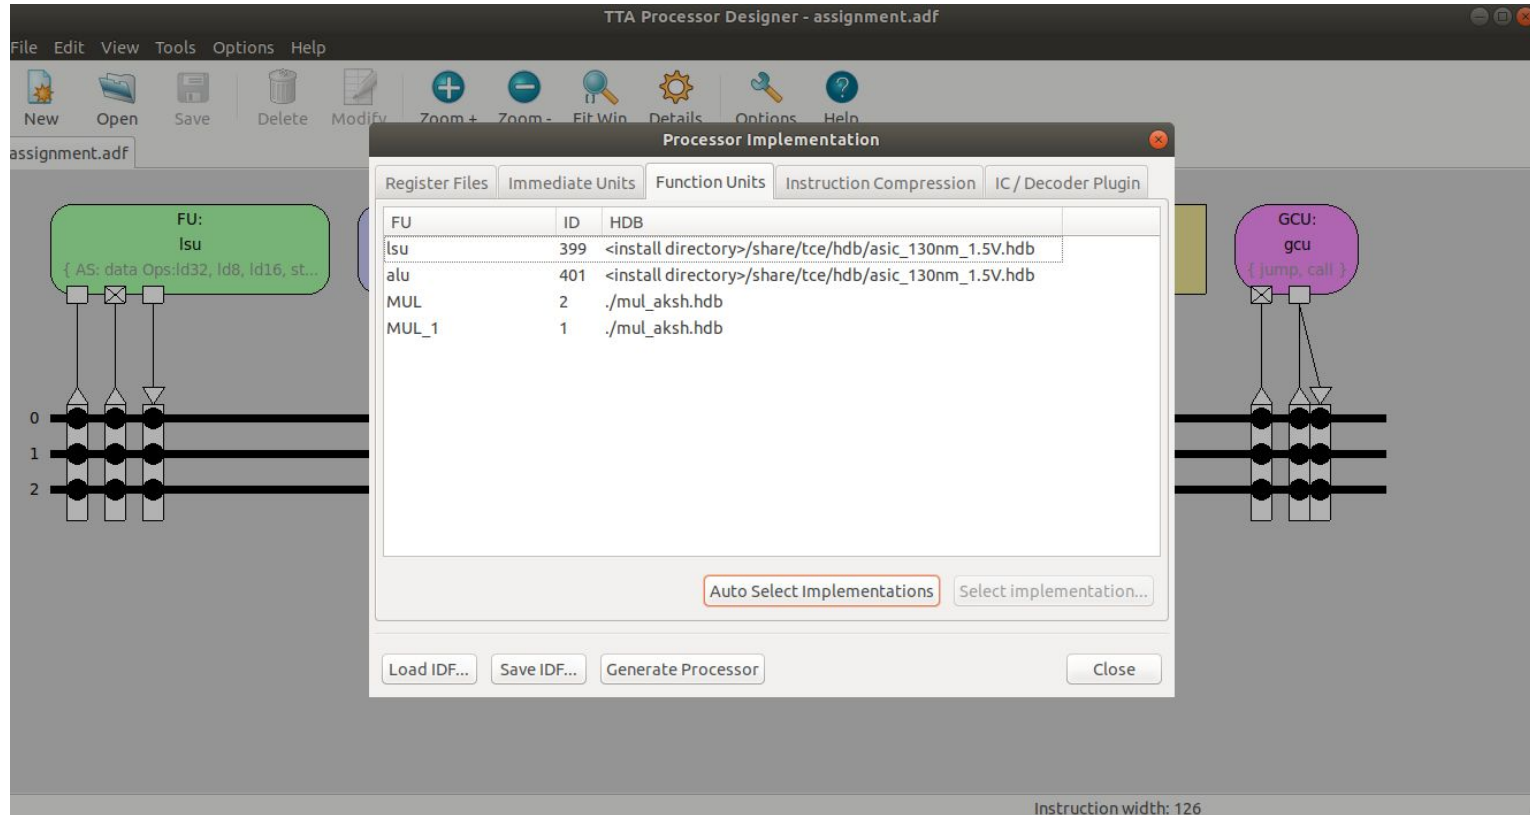 TTA Processor Designer - assignment.adf
File Edit View Tools Options Help
New Open Save Delete Modify Zoom + Zoom - Fit Win Details Options Help
assignment.adf
Processor Implementation
Register Files Immediate Units Function Units Instruction Compression IC / Decoder Plugin
FU ID HDB
lsu 399 <install directory>/share/tce/hdb/asic_130nm_1.5V.hdb
alu 401 <install directory>/share/tce/hdb/asic_130nm_1.5V.hdb
MUL 2 ./mul_aksh.hdb
MUL_1 1 ./mul_aksh.hdb
Auto Select Implementations Select implementation...
Load IDF... Save IDF... Generate Processor Close
FU:
lsu
{ AS: data Ops:ld32, ld8, ld16, st...
GCU:
gcu
{ jump, call }
0
1
2
Instruction width: 126